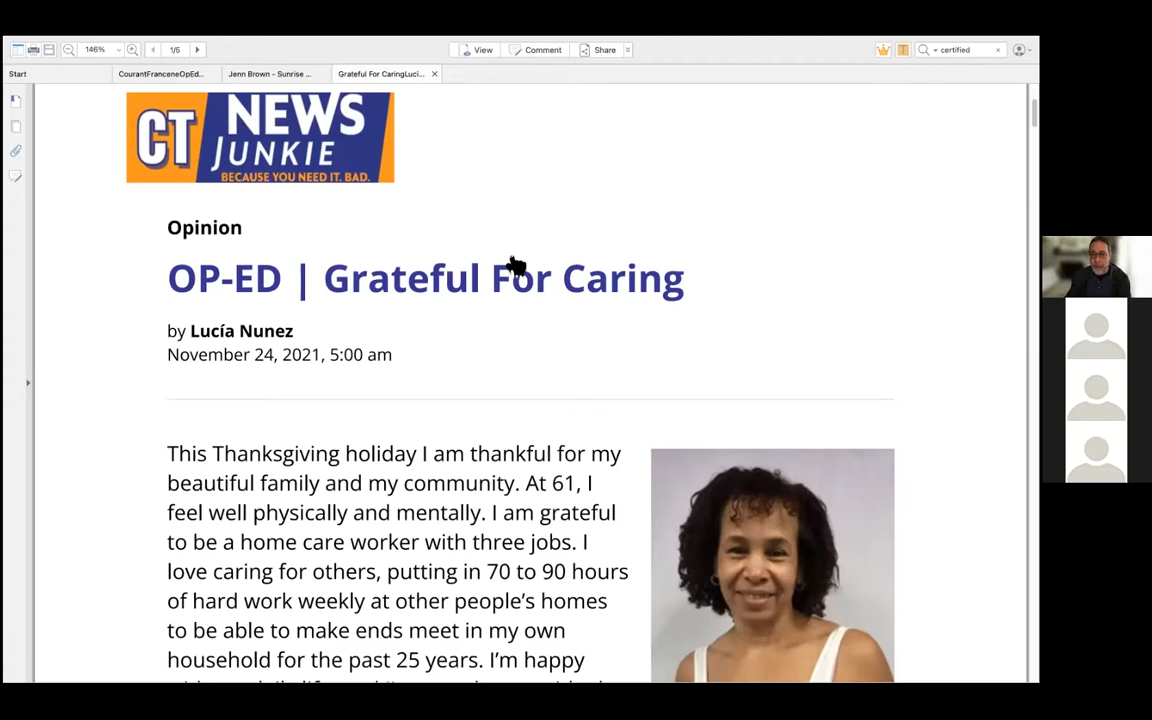 146%
1/5
View
Comment
Share
certified
Start
CourantFranceneOpEd...
Jenn Brown - Sunrise ...
Grateful For CaringLuci...
CT NEWS
JUNKIE
BECAUSE YOU NEED IT. BAD.
Opinion
OP-ED | Grateful For Caring
by Lucía Nunez
November 24, 2021, 5:00 am
This Thanksgiving holiday I am thankful for my
beautiful family and my community. At 61, I
feel well physically and mentally. I am grateful
to be a home care worker with three jobs. I
love caring for others, putting in 70 to 90 hours
of hard work weekly at other people's homes
to be able to make ends meet in my own
household for the past 25 years. I'm happy